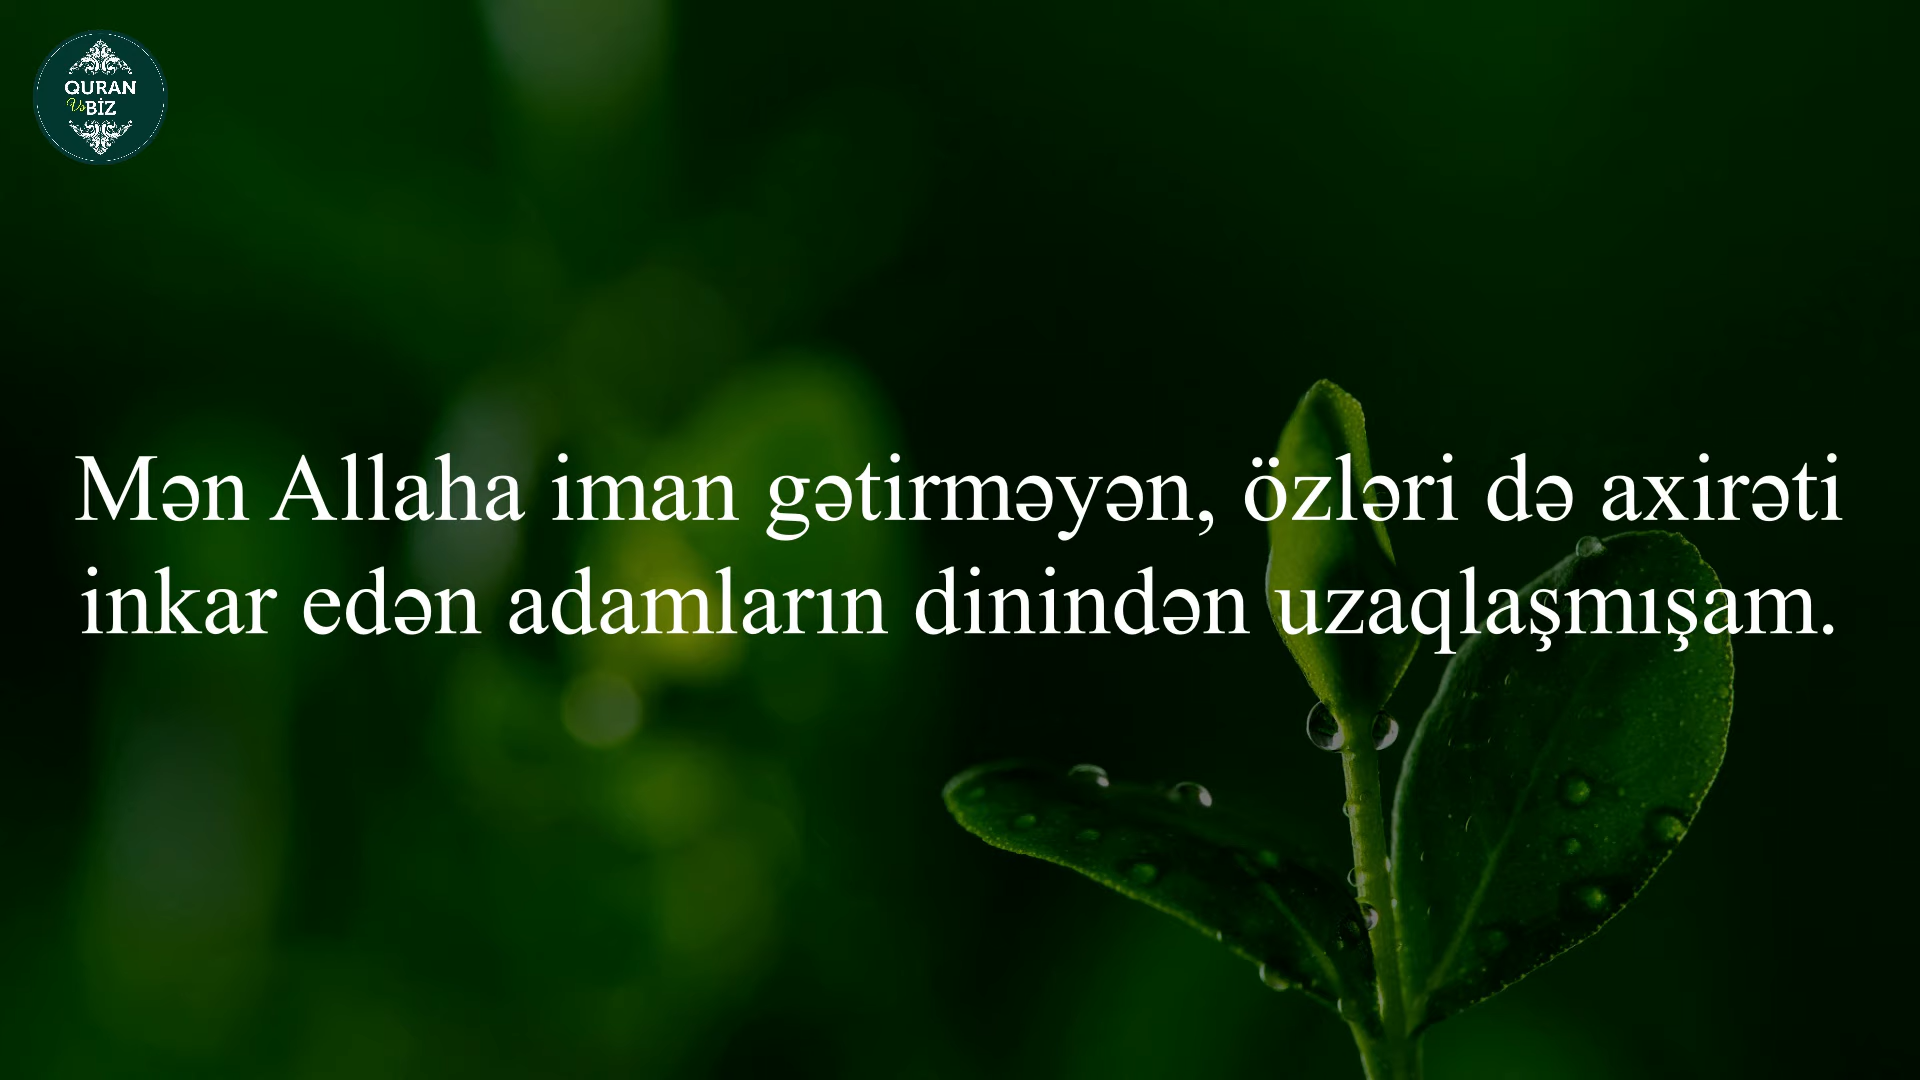 QURAN
Və BİZ
Mən Allaha iman gətirməyən, özləri də axirəti
inkar edən adamların dinindən uzaqlaşmışam.